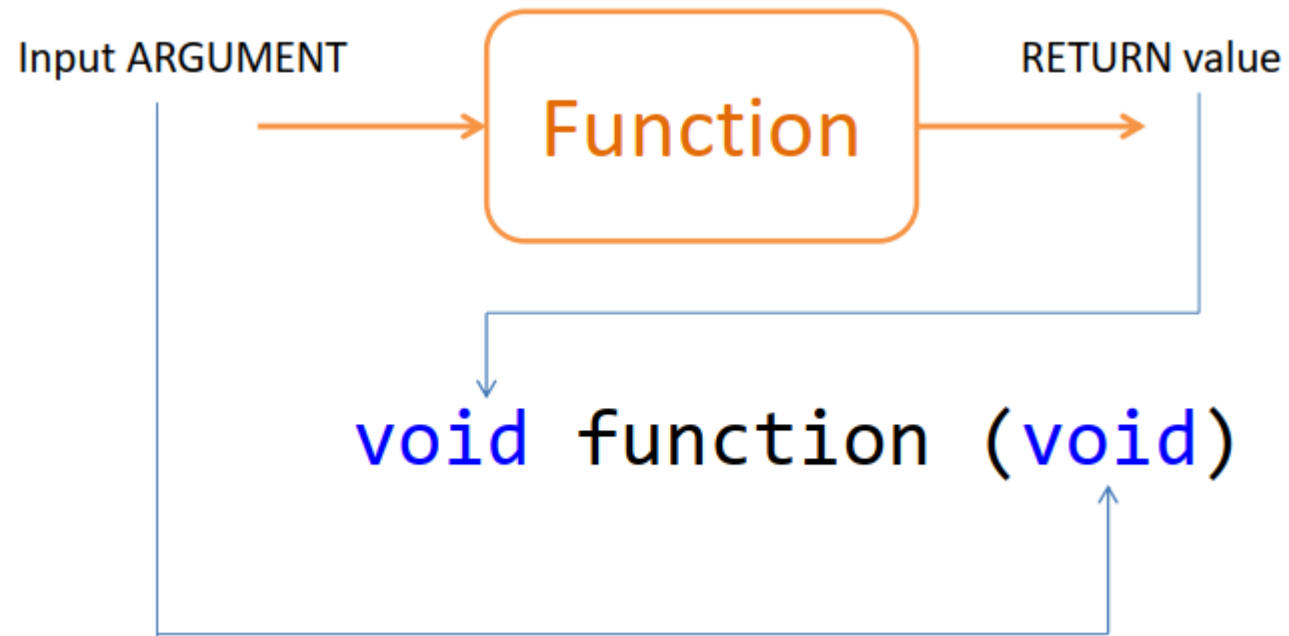 Input ARGUMENT
RETURN value
Function
void function (void)